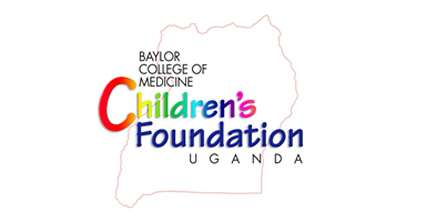 BAYLOR
COLLEGE OF
MEDICINE
Children's
Foundation
UGANDA